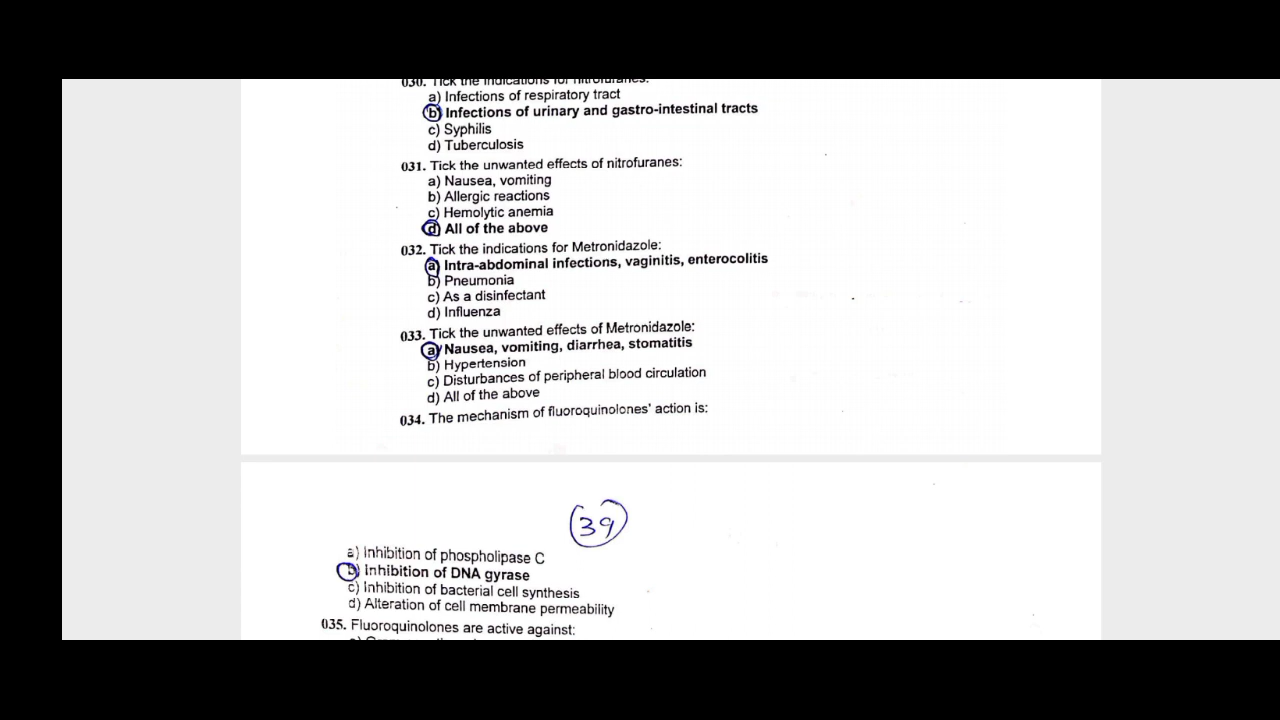 030. Tick the indications for nitrofuranes:
a) Infections of respiratory tract
b) Infections of urinary and gastro-intestinal tracts
c) Syphilis
d) Tuberculosis
031. Tick the unwanted effects of nitrofuranes:
a) Nausea, vomiting
b) Allergic reactions
c) Hemolytic anemia
d) All of the above
032. Tick the indications for Metronidazole:
a) Intra-abdominal infections, vaginitis, enterocolitis
b) Pneumonia
c) As a disinfectant
d) Influenza
033. Tick the unwanted effects of Metronidazole:
a) Nausea, vomiting, diarrhea, stomatitis
b) Hypertension
c) Disturbances of peripheral blood circulation
d) All of the above
034. The mechanism of fluoroquinolones' action is:
39
a) Inhibition of phospholipase C
b) Inhibition of DNA gyrase
c) Inhibition of bacterial cell synthesis
d) Alteration of cell membrane permeability
035. Fluoroquinolones are active against: